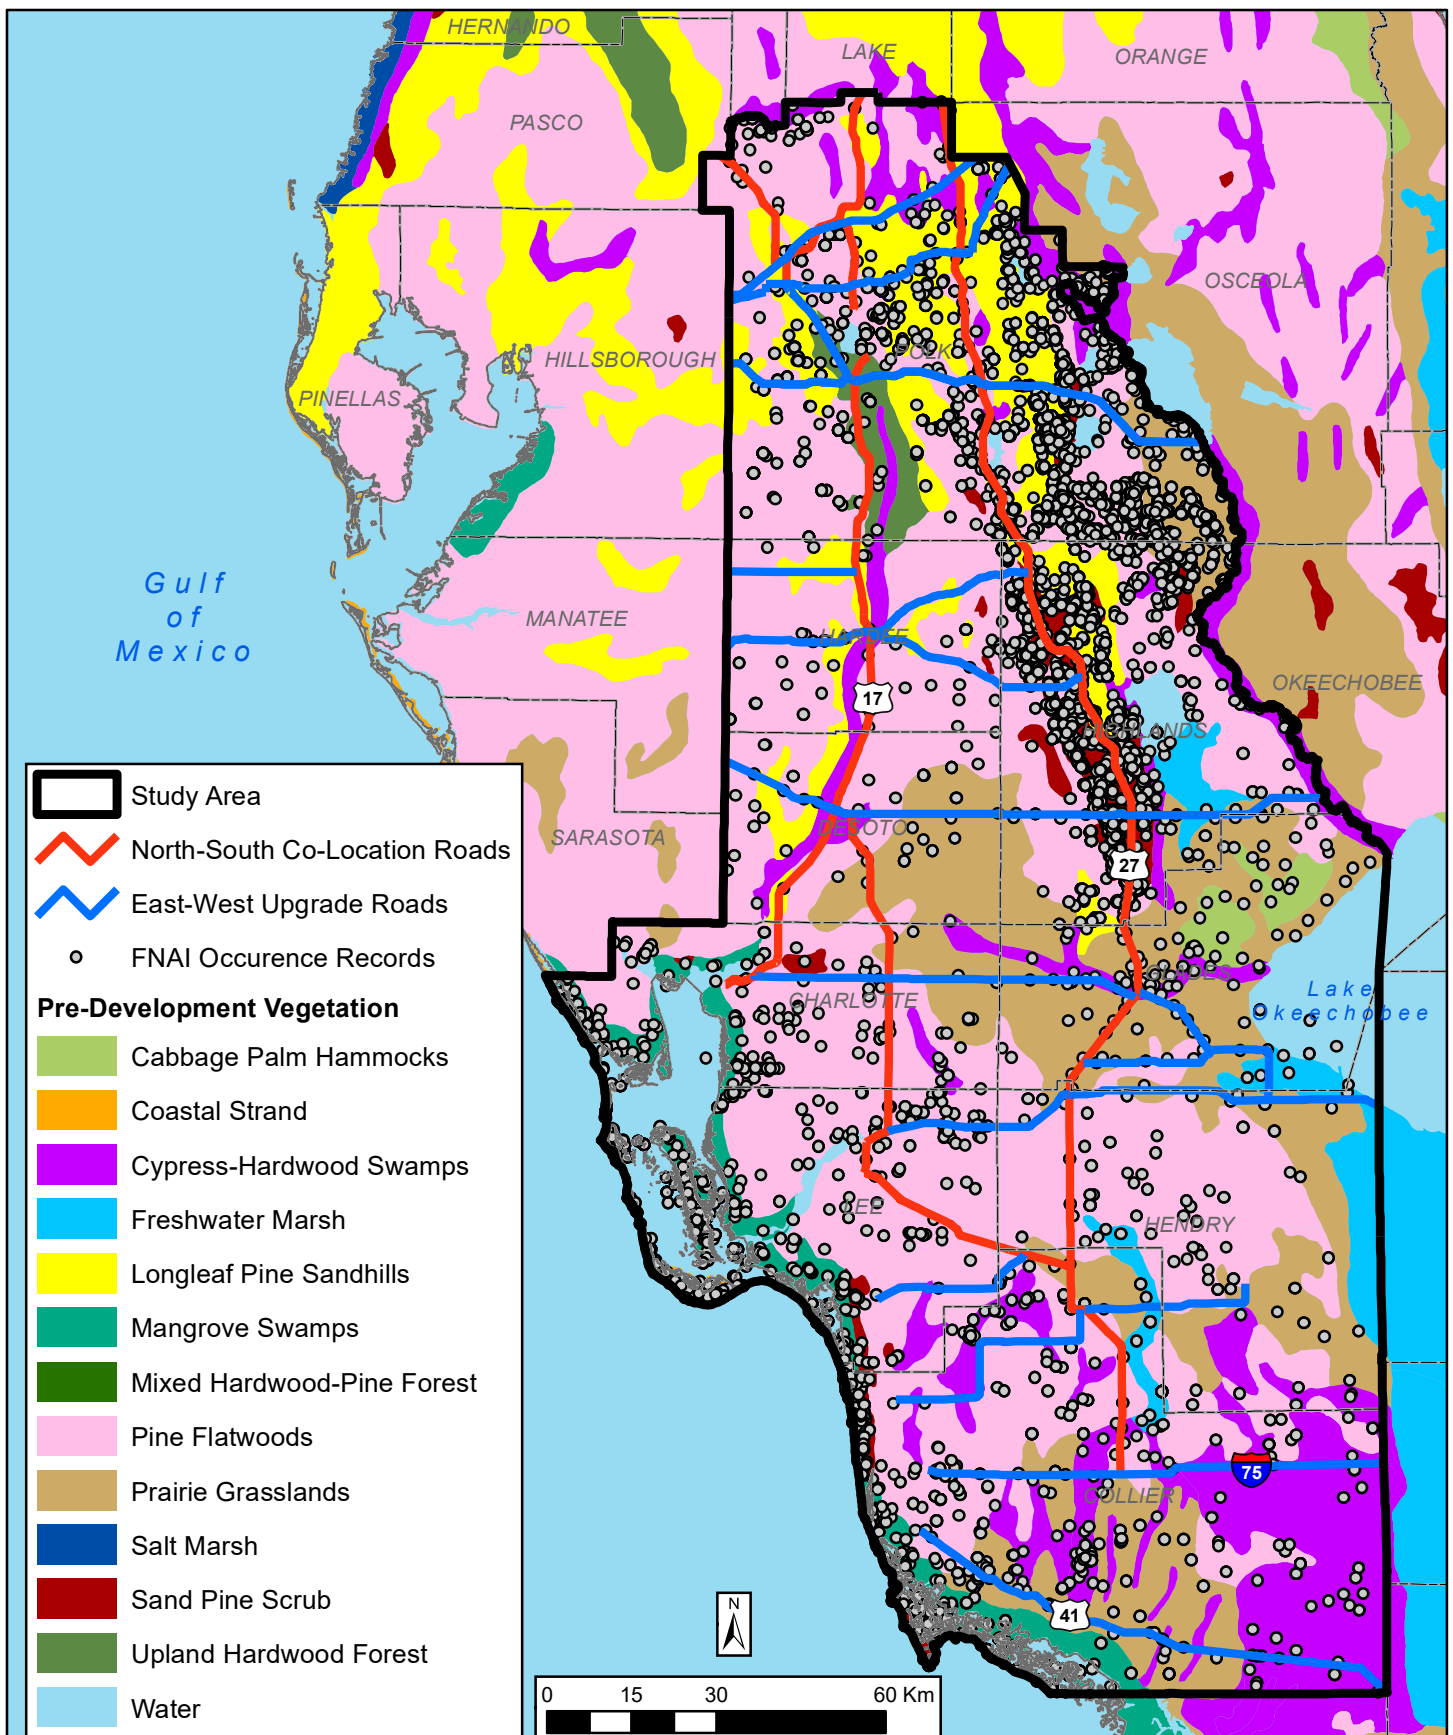 HERNANDO
LAKE
ORANGE
PASCO
OSCEOLA
HILLSBOROUGH
POLK
PINELLAS
Gulf
of
Mexico
MANATEE
HARDEE
OKEECHOBEE
17
HIGHLANDS
SARASOTA
DESOTO
27
GLADES
CHARLOTTE
Lake
Okeechobee
LEE
HENDRY
75
COLLIER
41
Study Area
North-South Co-Location Roads
East-West Upgrade Roads
FNAI Occurence Records
Pre-Development Vegetation
Cabbage Palm Hammocks
Coastal Strand
Cypress-Hardwood Swamps
Freshwater Marsh
Longleaf Pine Sandhills
Mangrove Swamps
Mixed Hardwood-Pine Forest
Pine Flatwoods
Prairie Grasslands
Salt Marsh
Sand Pine Scrub
Upland Hardwood Forest
Water
N
0 15 30 60 Km